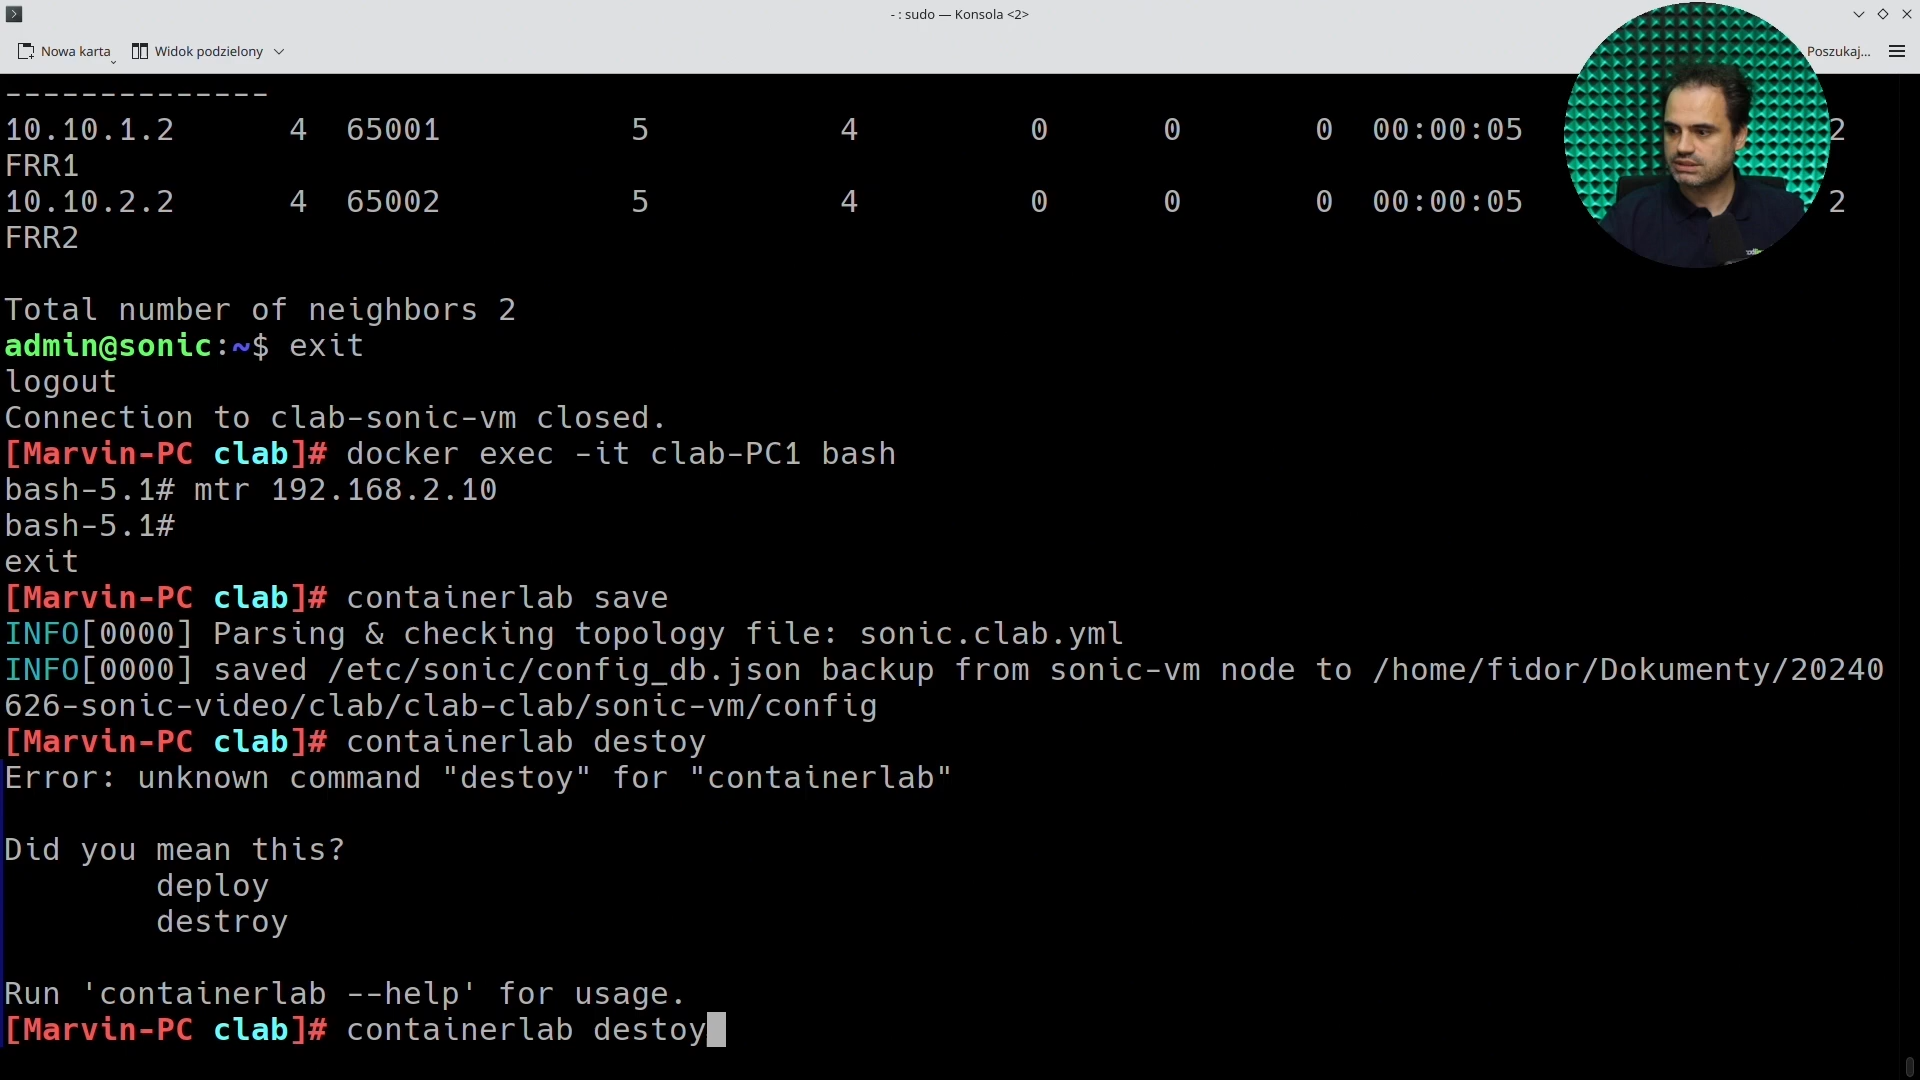 - : sudo — Konsola <2>
Nowa karta Widok podzielony Poszukaj...
--------------
10.10.1.2 4 65001 5 4 0 0 0 00:00:05 2
FRR1
10.10.2.2 4 65002 5 4 0 0 0 00:00:05 2
FRR2
Total number of neighbors 2
admin@sonic:~$ exit
logout
Connection to clab-sonic-vm closed.
[Marvin-PC clab]# docker exec -it clab-PC1 bash
bash-5.1# mtr 192.168.2.10
bash-5.1#
exit
[Marvin-PC clab]# containerlab save
INFO[0000] Parsing & checking topology file: sonic.clab.yml
INFO[0000] saved /etc/sonic/config_db.json backup from sonic-vm node to /home/fidor/Dokumenty/20240
626-sonic-video/clab/clab-clab/sonic-vm/config
[Marvin-PC clab]# containerlab destoy
Error: unknown command "destoy" for "containerlab"
Did you mean this?
deploy
destroy
Run 'containerlab --help' for usage.
[Marvin-PC clab]# containerlab destoy